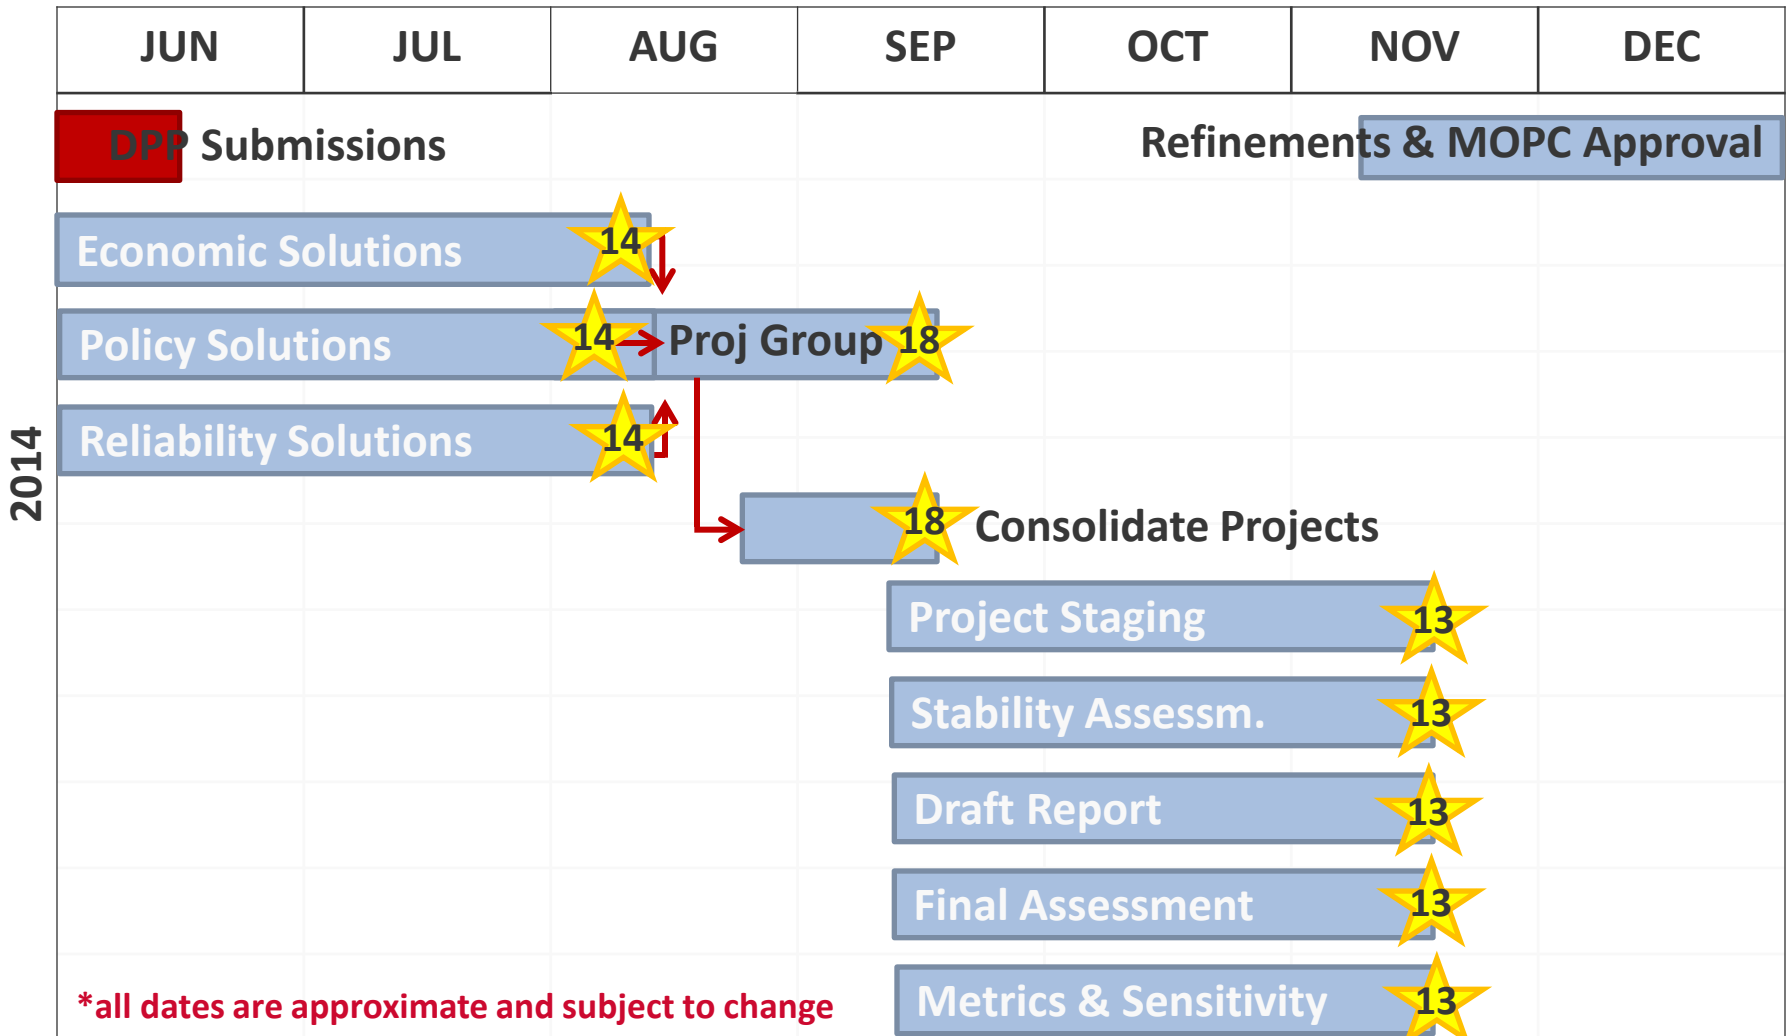 JUN JUL AUG SEP OCT NOV DEC
DPP Submissions
Refinements & MOPC Approval
Economic Solutions 14
Policy Solutions 14 Proj Group 18
Reliability Solutions 14
2014
18 Consolidate Projects
Project Staging 13
Stability Assessm. 13
Draft Report 13
Final Assessment 13
Metrics & Sensitivity 13
*all dates are approximate and subject to change